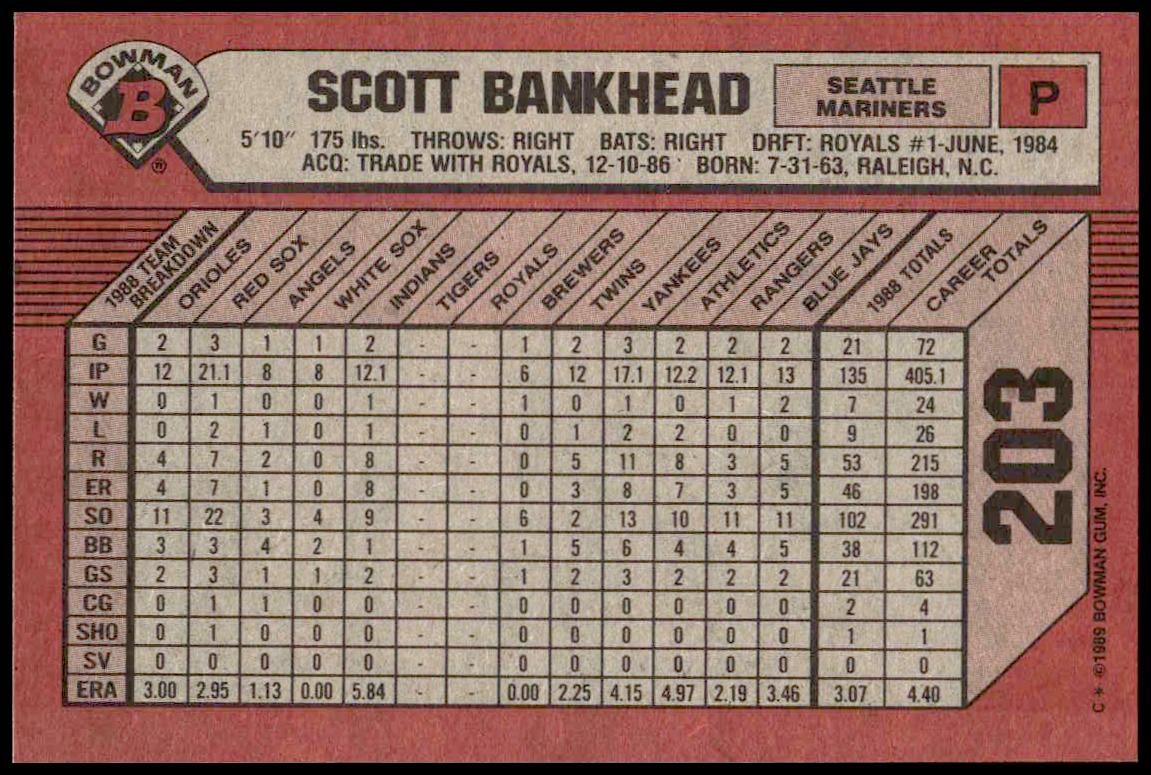 BOWMAN
B
®
SCOTT BANKHEAD
SEATTLE
MARINERS
P
5'10" 175 lbs. THROWS: RIGHT BATS: RIGHT DRFT: ROYALS #1-JUNE, 1984
ACQ: TRADE WITH ROYALS, 12-10-86 BORN: 7-31-63, RALEIGH, N.C.
1988 TEAM BREAKDOWN ORIOLES RED SOX ANGELS WHITE SOX INDIANS TIGERS ROYALS BREWERS TWINS YANKEES ATHLETICS RANGERS BLUE JAYS 1988 TOTALS CAREER TOTALS
G 2 3 1 1 2 - - 1 2 3 2 2 2 21 72
IP 12 21.1 8 8 12.1 - - 6 12 17.1 12.2 12.1 13 135 405.1
W 0 1 0 0 1 - - 1 0 1 0 1 2 7 24
L 0 2 1 0 1 - - 0 1 2 2 0 0 9 26
R 4 7 2 0 8 - - 0 5 11 8 3 5 53 215
ER 4 7 1 0 8 - - 0 3 8 7 3 5 46 198
SO 11 22 3 4 9 - - 6 2 13 10 11 11 102 291
BB 3 3 4 2 1 - - 1 5 6 4 4 5 38 112
GS 2 3 1 1 2 - - 1 2 3 2 2 2 21 63
CG 0 1 1 0 0 - - 0 0 0 0 0 0 2 4
SHO 0 1 0 0 0 - - 0 0 0 0 0 0 1 1
SV 0 0 0 0 0 - - 0 0 0 0 0 0 0 0
ERA 3.00 2.95 1.13 0.00 5.84 - - 0.00 2.25 4.15 4.97 2.19 3.46 3.07 4.40
203
C * ©1989 BOWMAN GUM, INC.